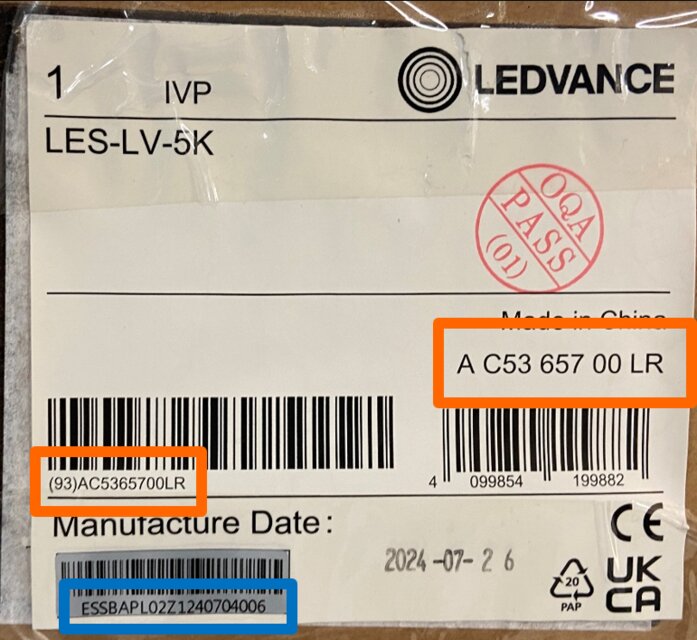 1 IVP LEDVANCE
LES-LV-5K
OQA
PASS
(01)
Made in China
A C53 657 00 LR
(93)AC5365700LR
4 099854 199882
Manufacture Date:
2024-07-26
ESSBAPL02Z1240704006
20
PAP
CE
UK
CA